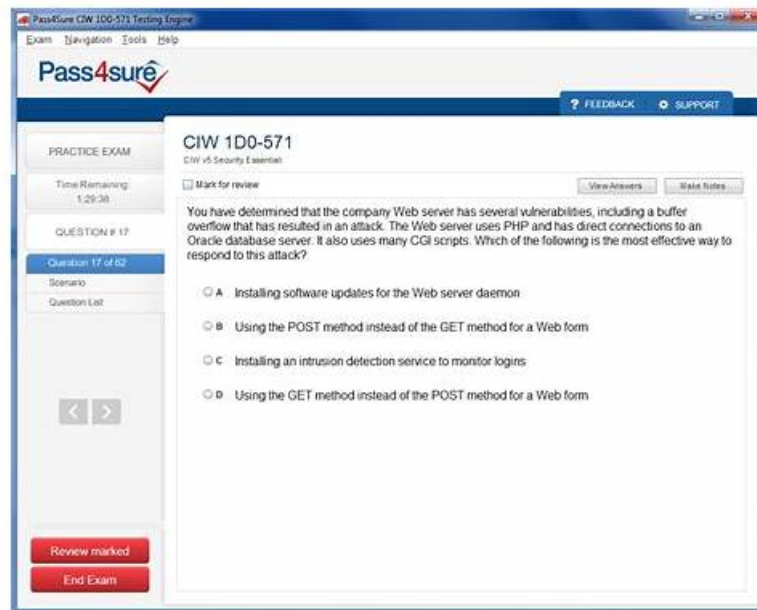 Pass4Sure CIW 1D0-571 Testing Engine
Exam Navigation Tools Help
Pass4sure
? FEEDBACK SUPPORT
PRACTICE EXAM
Time Remaining:
1:29:38
QUESTION # 17
Question 17 of 62
Scenario
Question List
Review marked
End Exam
CIW 1D0-571
CIW v5 Security Essentials
Mark for review
View Answers Make Notes
You have determined that the company Web server has several vulnerabilities, including a buffer
overflow that has resulted in an attack. The Web server uses PHP and has direct connections to an
Oracle database server. It also uses many CGI scripts. Which of the following is the most effective way to
respond to this attack?
A Installing software updates for the Web server daemon
B Using the POST method instead of the GET method for a Web form
C Installing an intrusion detection service to monitor logins
D Using the GET method instead of the POST method for a Web form